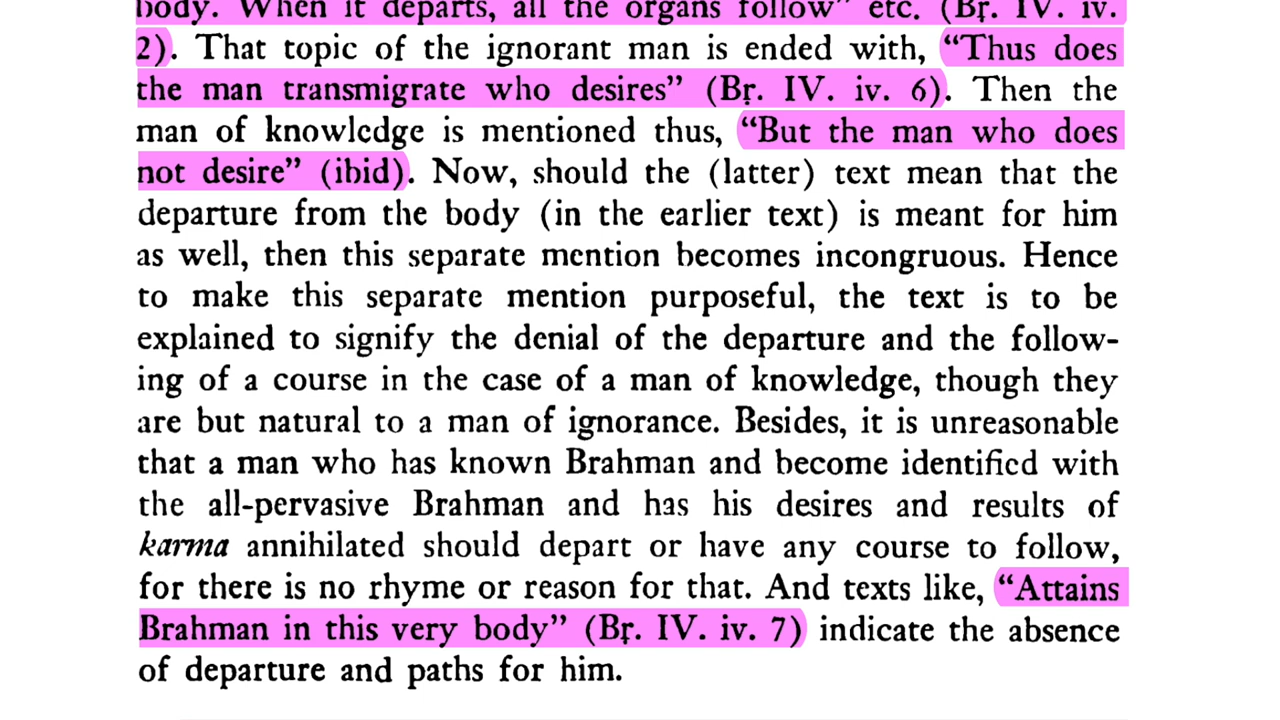 body. When it departs, all the organs follow" etc. (Bṛ. IV. iv.
2). That topic of the ignorant man is ended with, “Thus does
the man transmigrate who desires” (Bṛ. IV. iv. 6). Then the
man of knowledge is mentioned thus, “But the man who does
not desire” (ibid). Now, should the (latter) text mean that the
departure from the body (in the earlier text) is meant for him
as well, then this separate mention becomes incongruous. Hence
to make this separate mention purposeful, the text is to be
explained to signify the denial of the departure and the follow-
ing of a course in the case of a man of knowledge, though they
are but natural to a man of ignorance. Besides, it is unreasonable
that a man who has known Brahman and become identified with
the all-pervasive Brahman and has his desires and results of
karma annihilated should depart or have any course to follow,
for there is no rhyme or reason for that. And texts like, “Attains
Brahman in this very body” (Bṛ. IV. iv. 7) indicate the absence
of departure and paths for him.